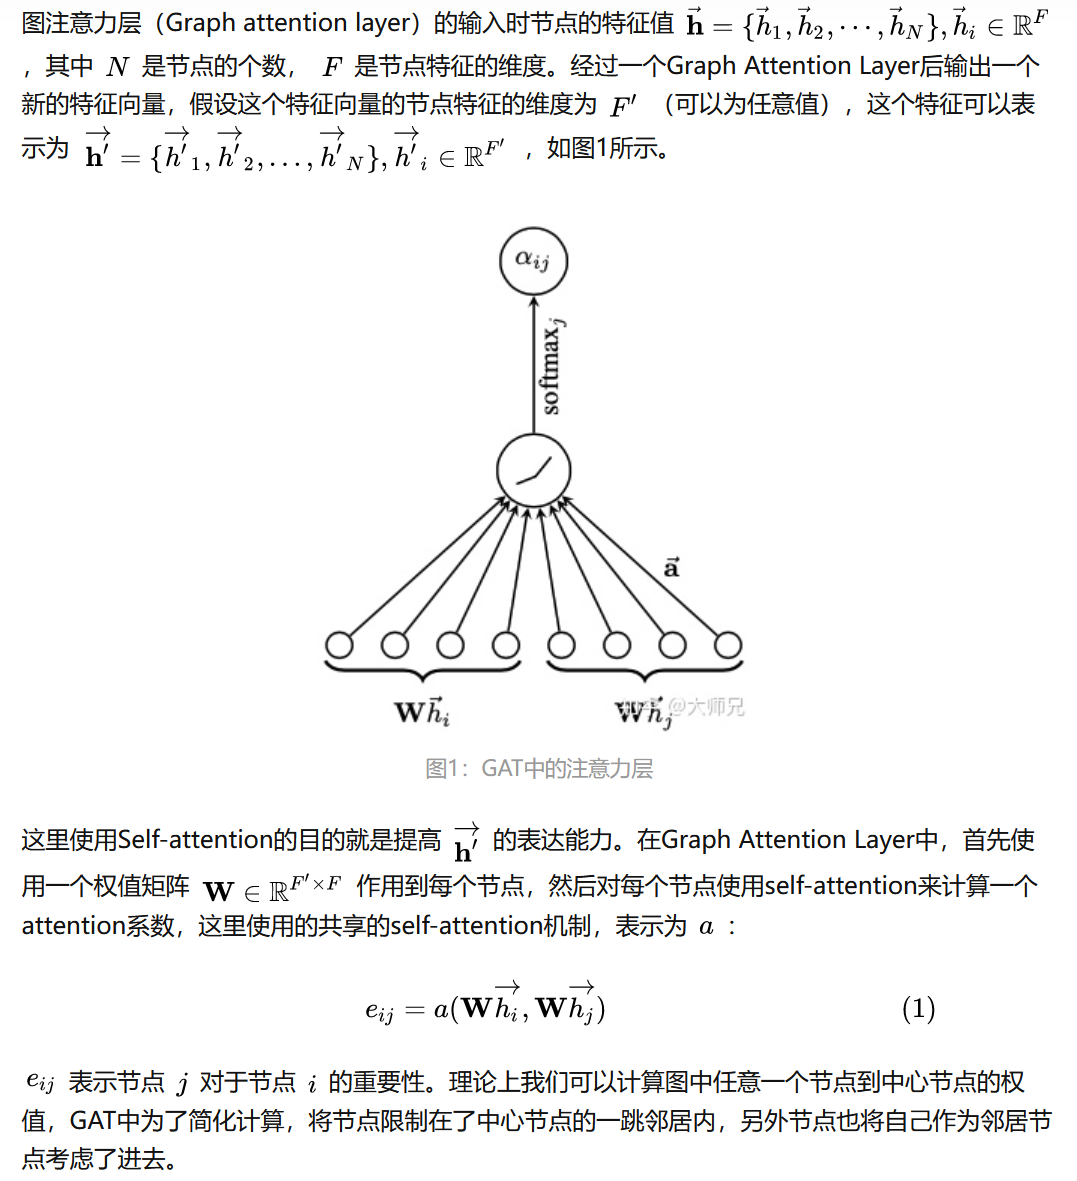 图注意力层（Graph attention layer）的输入时节点的特征值 $\vec{\mathbf{h}} = \{\vec{h}_1, \vec{h}_2, \cdots, \vec{h}_N\}, \vec{h}_i \in \mathbb{R}^F$
，其中 $N$ 是节点的个数， $F$ 是节点特征的维度。经过一个Graph Attention Layer后输出一个
新的特征向量，假设这个特征向量的节点特征的维度为 $F'$ （可以为任意值），这个特征可以表
示为 $\overrightarrow{\mathbf{h}'} = \{\overrightarrow{h'}_1, \overrightarrow{h'}_2, \ldots, \overrightarrow{h'}_N\}, \overrightarrow{h'}_i \in \mathbb{R}^{F'}$ ，如图1所示。
$\alpha_{ij}$
softmax$_j$
$\vec{\mathbf{a}}$
$\mathbf{W}\vec{h}_i$
$\mathbf{W}\vec{h}_j$
@大师兄
图1：GAT中的注意力层
这里使用Self-attention的目的就是提高 $\overrightarrow{\mathbf{h}'}$ 的表达能力。在Graph Attention Layer中，首先使
用一个权值矩阵 $\mathbf{W} \in \mathbb{R}^{F' \times F}$ 作用到每个节点，然后对每个节点使用self-attention来计算一个
attention系数，这里使用的共享的self-attention机制，表示为 $a$ ：
$e_{ij} = a(\mathbf{W}\overrightarrow{h_i}, \mathbf{W}\overrightarrow{h_j})$ (1)
$e_{ij}$ 表示节点 $j$ 对于节点 $i$ 的重要性。理论上我们可以计算图中任意一个节点到中心节点的权
值，GAT中为了简化计算，将节点限制在了中心节点的一跳邻居内，另外节点也将自己作为邻居节
点考虑了进去。